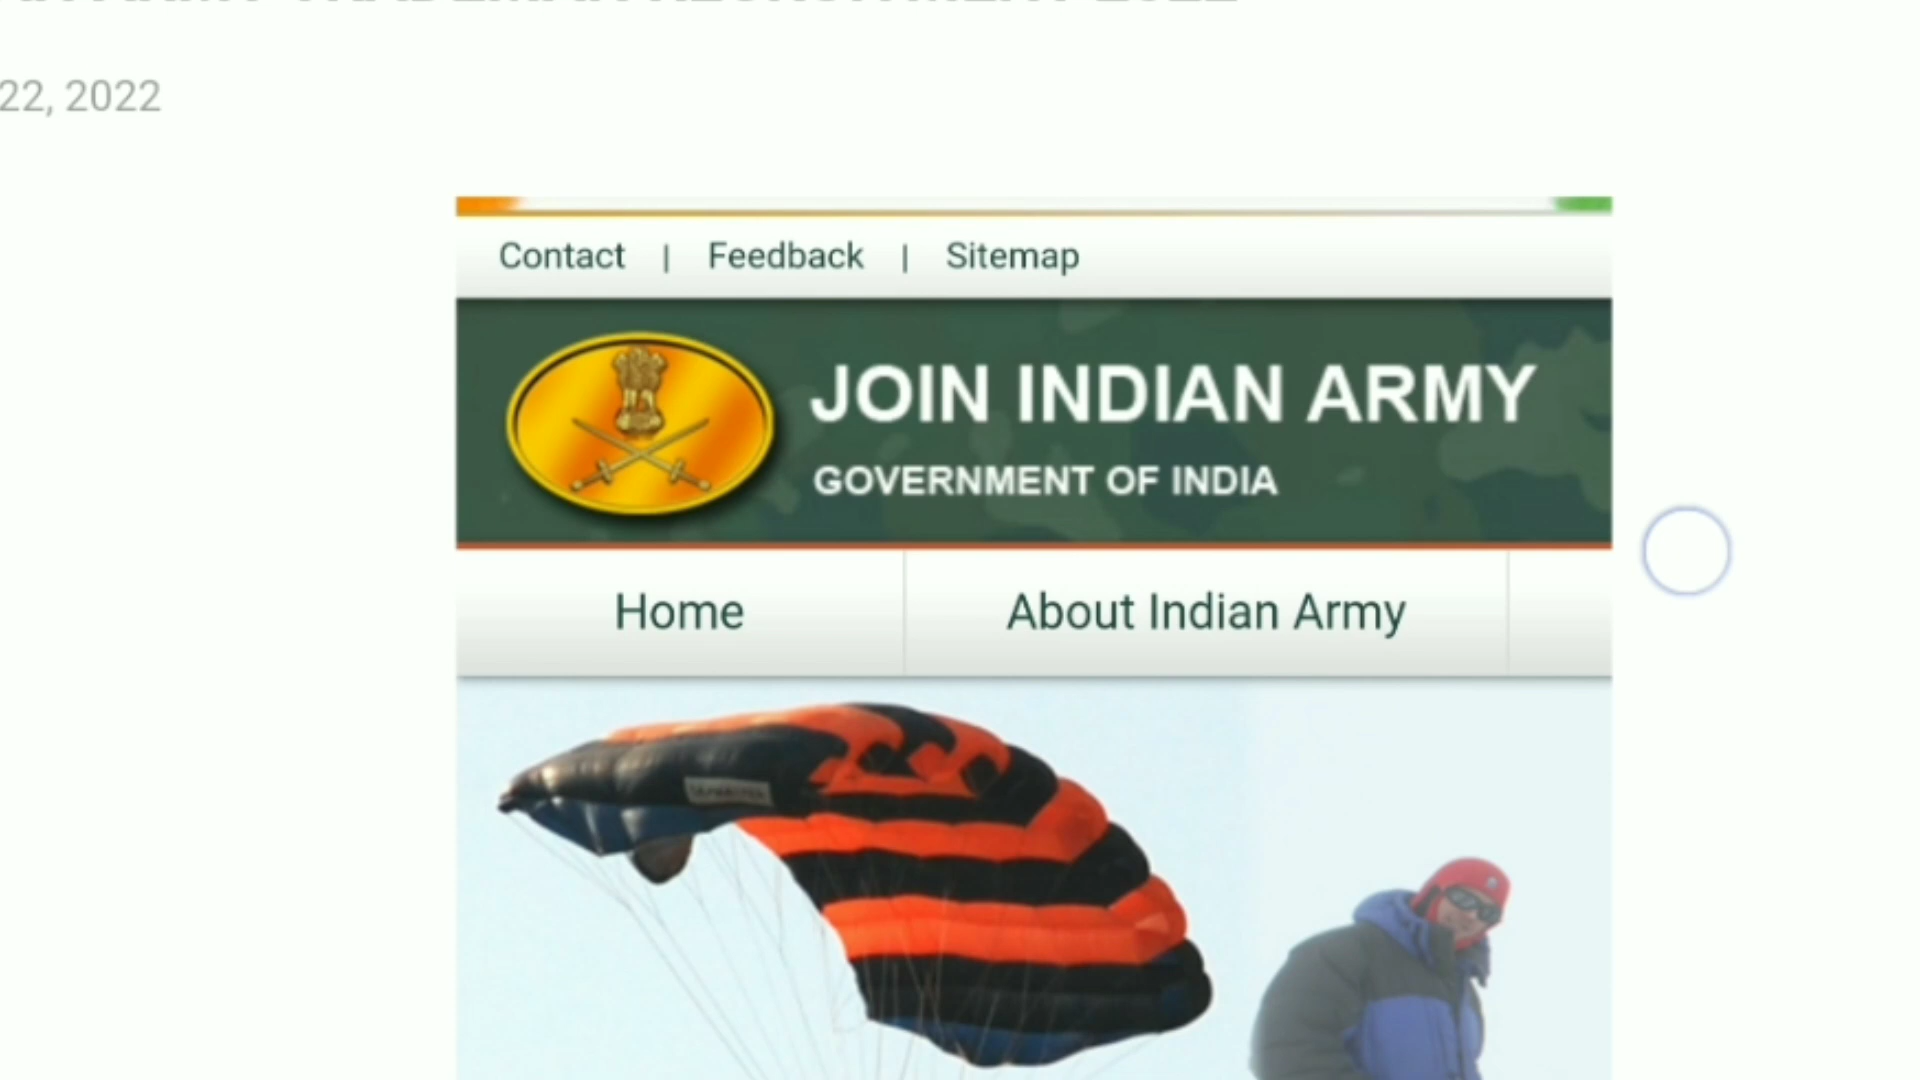 22, 2022
Contact | Feedback | Sitemap
JOIN INDIAN ARMY
GOVERNMENT OF INDIA
Home
About Indian Army